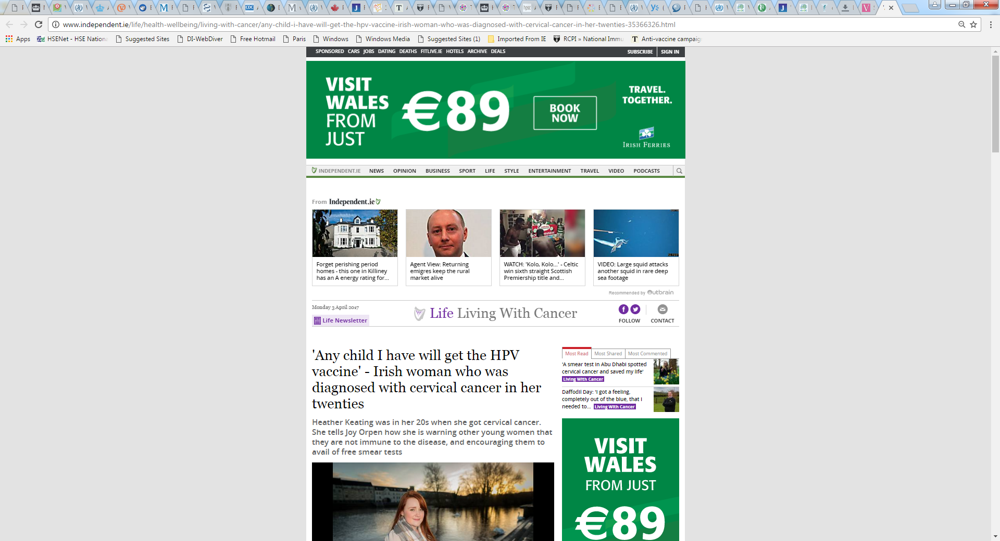 www.independent.ie/life/health-wellbeing/living-with-cancer/any-child-i-have-will-get-the-hpv-vaccine-irish-woman-who-was-diagnosed-with-cervical-cancer-in-her-twenties-35366326.html
Apps HSENet - HSE Nationa Suggested Sites DI-WebDiver Free Hotmail Paris Windows Windows Media Suggested Sites (1) Imported From IE RCPI » National Immu Anti-vaccine campaig
SPONSORED CARS JOBS DATING DEATHS FITLIVE.IE HOTELS ARCHIVE DEALS SUBSCRIBE SIGN IN
VISIT
WALES
FROM
JUST
€89
BOOK
NOW
TRAVEL.
TOGETHER.
IRISH FERRIES
INDEPENDENT.IE NEWS OPINION BUSINESS SPORT LIFE STYLE ENTERTAINMENT TRAVEL VIDEO PODCASTS
From Independent.ie
Forget perishing period
homes - this one in Killiney
has an A energy rating for...
Agent View: Returning
emigres keep the rural
market alive
WATCH: 'Kolo, Kolo...' - Celtic
win sixth straight Scottish
Premiership title and...
VIDEO: Large squid attacks
another squid in rare deep
sea footage
Recommended by Outbrain
Monday 3 April 2017
Life Newsletter
Life Living With Cancer
FOLLOW CONTACT
'Any child I have will get the HPV
vaccine' - Irish woman who was
diagnosed with cervical cancer in her
twenties
Heather Keating was in her 20s when she got cervical cancer.
She tells Joy Orpen how she is warning other young women that
they are not immune to the disease, and encouraging them to
avail of free smear tests
Most Read Most Shared Most Commented
'A smear test in Abu Dhabi spotted
cervical cancer and saved my life'
Living With Cancer
Daffodil Day: 'I got a feeling,
completely out of the blue, that I
needed to... Living With Cancer
VISIT
WALES
FROM JUST
€89